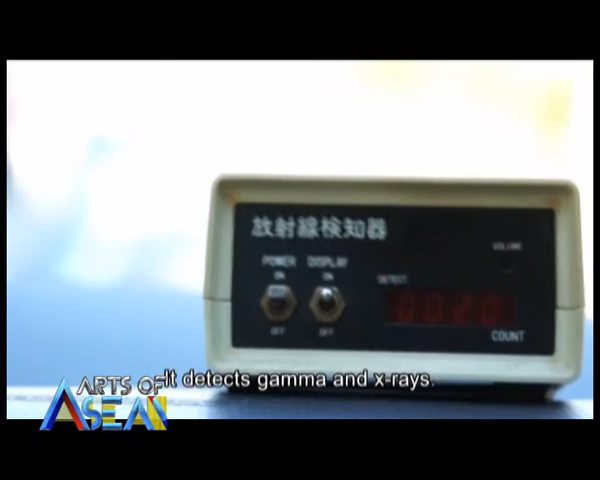 放射線検知器
VOLUME
POWER DISPLAY
ON ON
DETECT
OFF OFF
COUNT
It detects gamma and x-rays.
ARTS OF
ASEAN